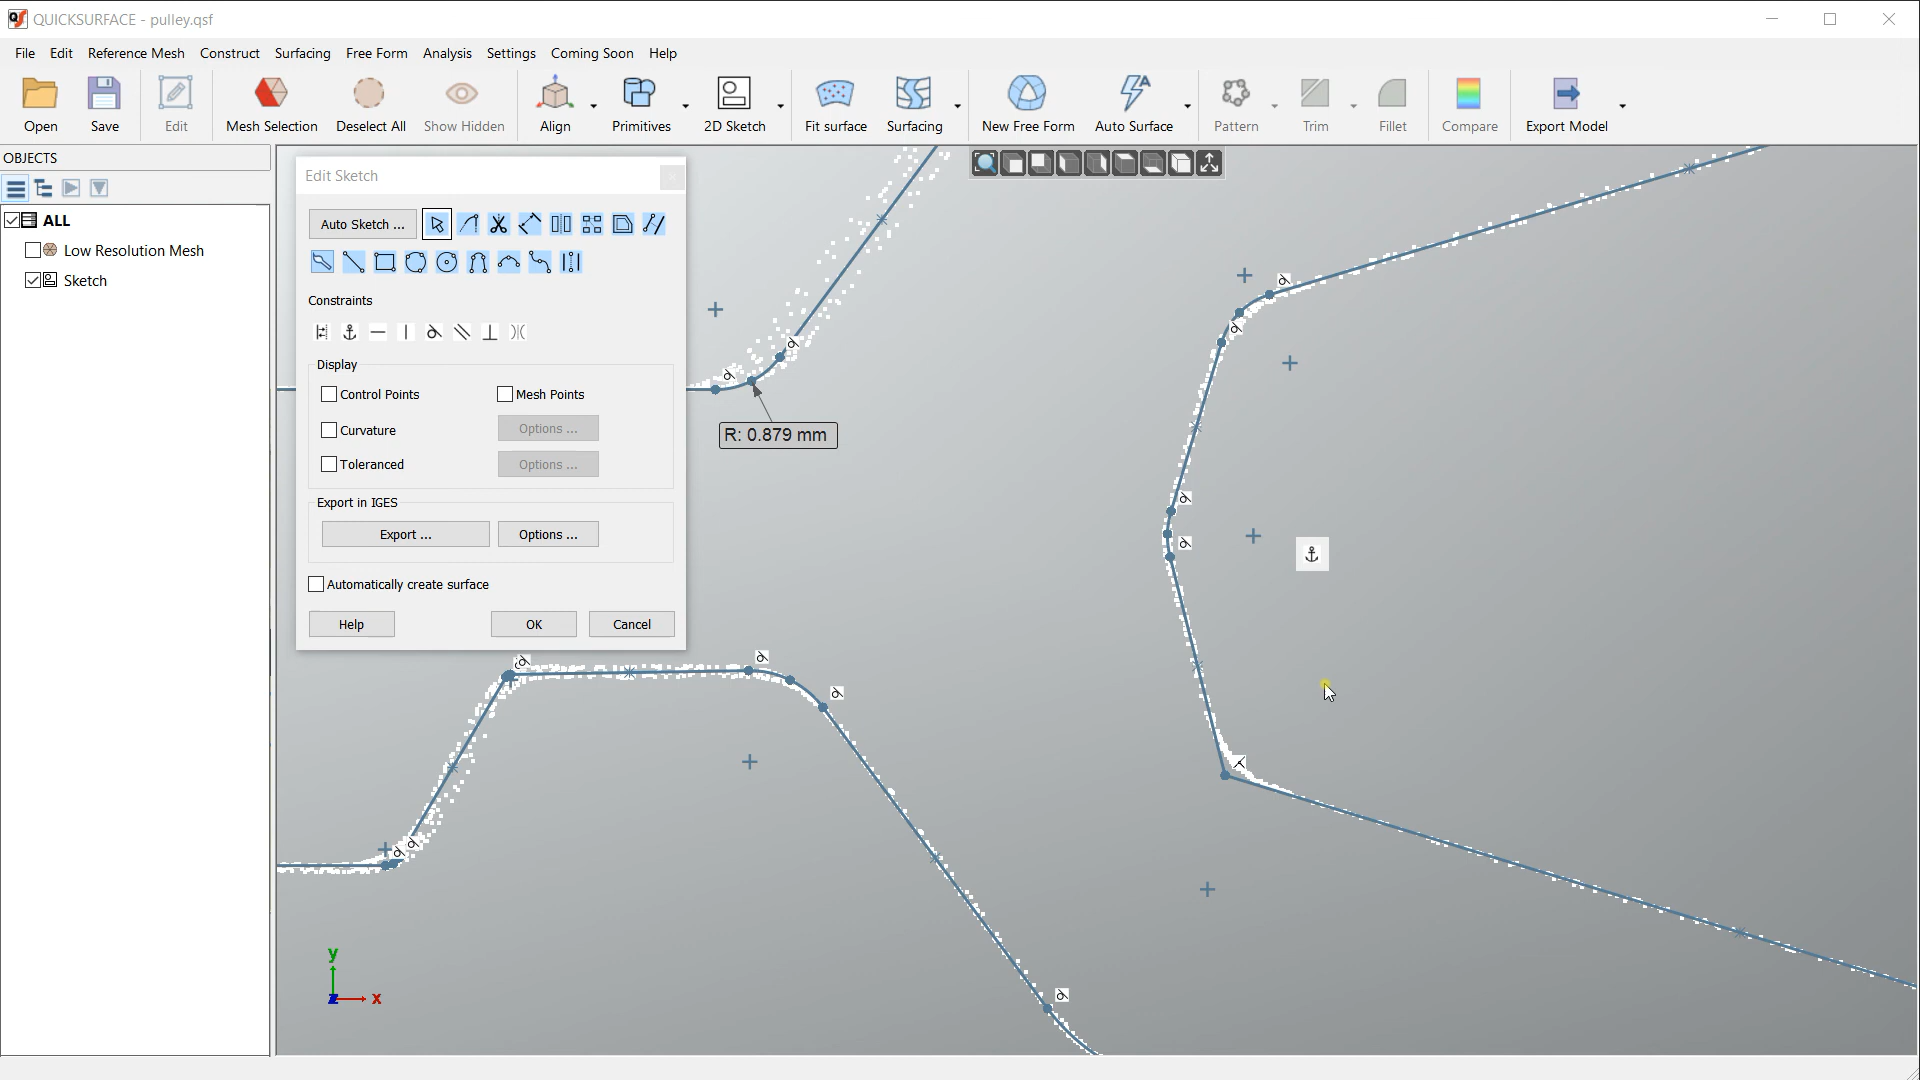 QUICKSURFACE - pulley.qsf
File Edit Reference Mesh Construct Surfacing Free Form Analysis Settings Coming Soon Help
Open Save Edit Mesh Selection Deselect All Show Hidden Align Primitives 2D Sketch Fit surface Surfacing New Free Form Auto Surface Pattern Trim Fillet Compare Export Model
OBJECTS
ALL
Low Resolution Mesh
Sketch
Edit Sketch
Auto Sketch ...
Constraints
Display
Control Points Mesh Points
Curvature Options ...
Toleranced Options ...
Export in IGES
Export ... Options ...
Automatically create surface
Help OK Cancel
R: 0.879 mm
y
z x